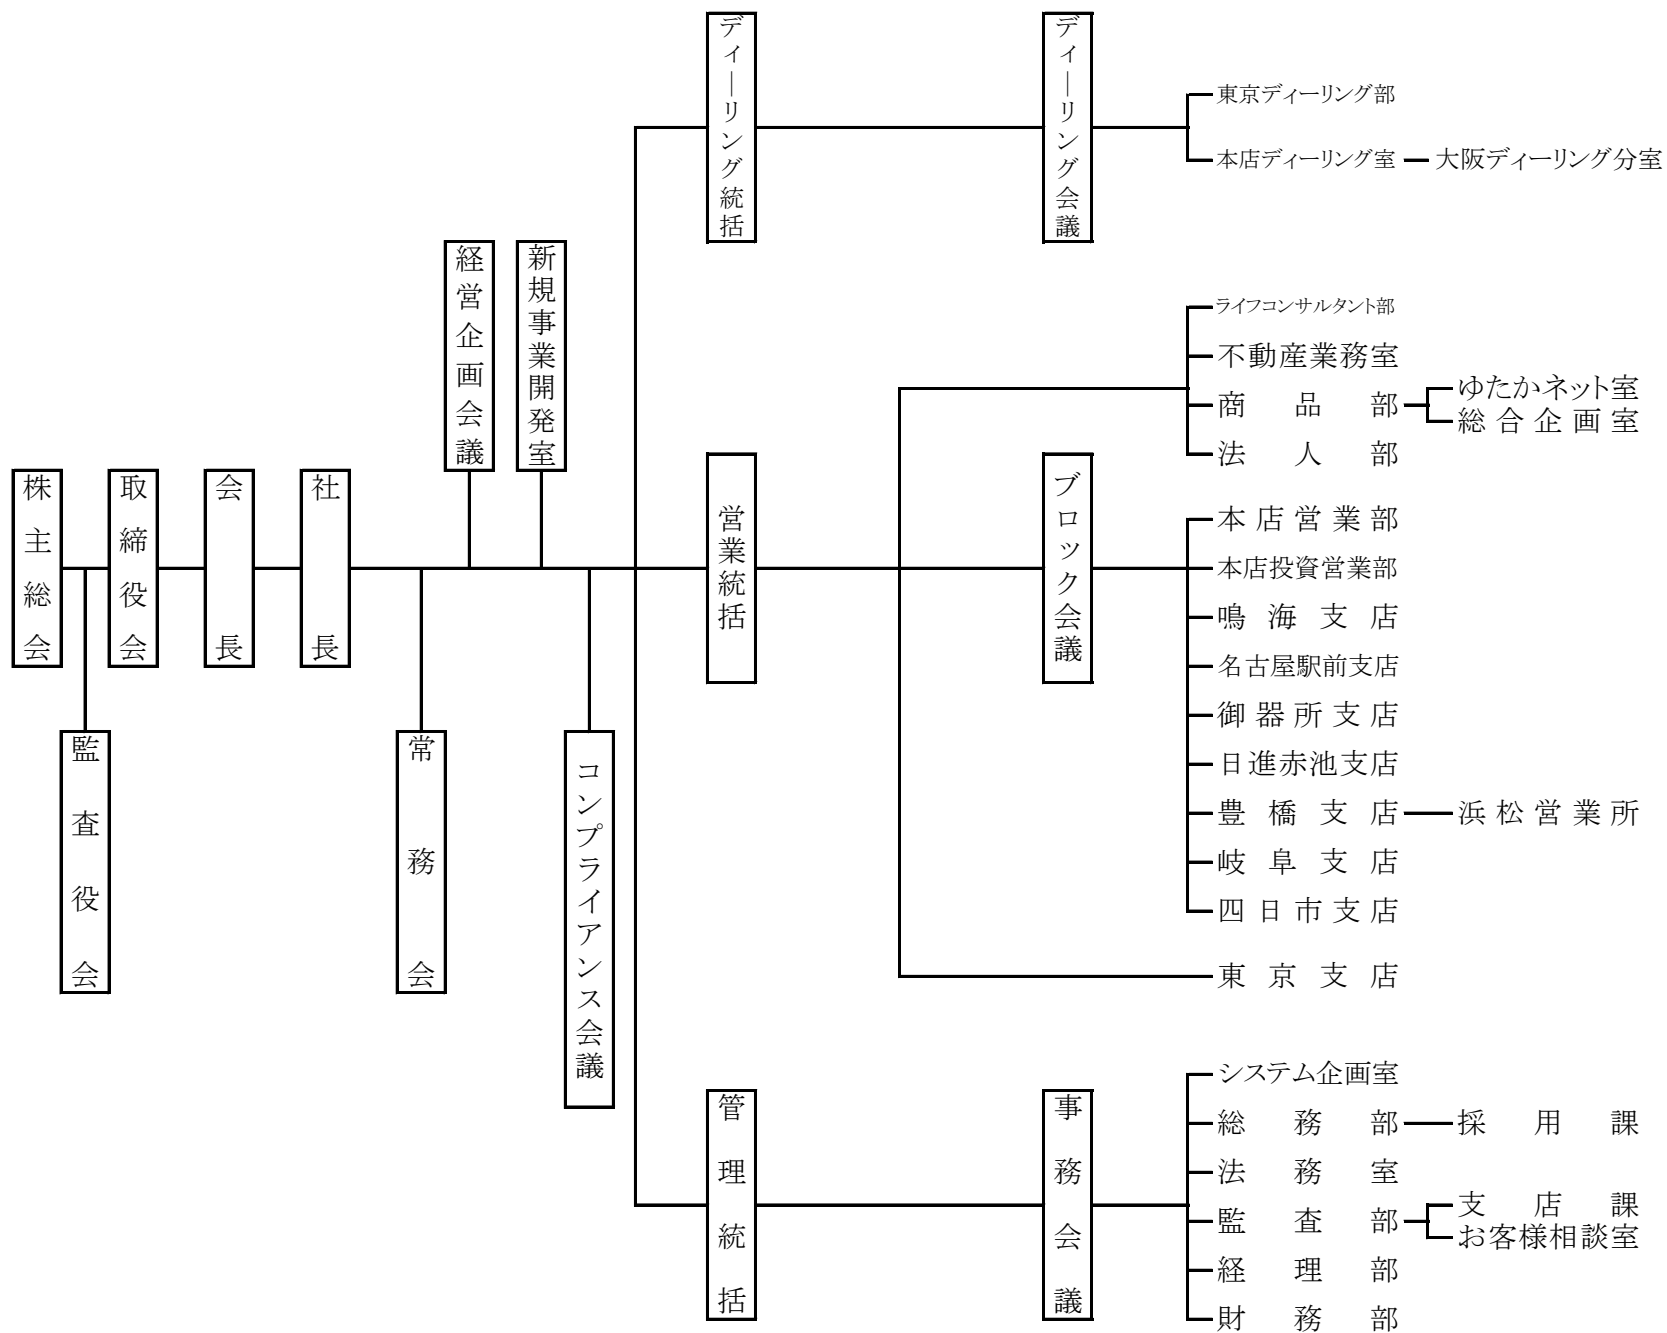 株主総会
監査役会
取締役会
会長
社長
常務会
経営企画会議
新規事業開発室
コンプライアンス会議
ディーリング統括
ディーリング会議
東京ディーリング部
本店ディーリング室
大阪ディーリング分室
営業統括
ライフコンサルタント部
不動産業務室
商品部
ゆたかネット室
総合企画室
法人部
ブロック会議
本店営業部
本店投資営業部
鳴海支店
名古屋駅前支店
御器所支店
日進赤池支店
豊橋支店
浜松営業所
岐阜支店
四日市支店
東京支店
管理統括
事務会議
システム企画室
総務部
採用課
法務室
監査部
支店課
お客様相談室
経理部
財務部